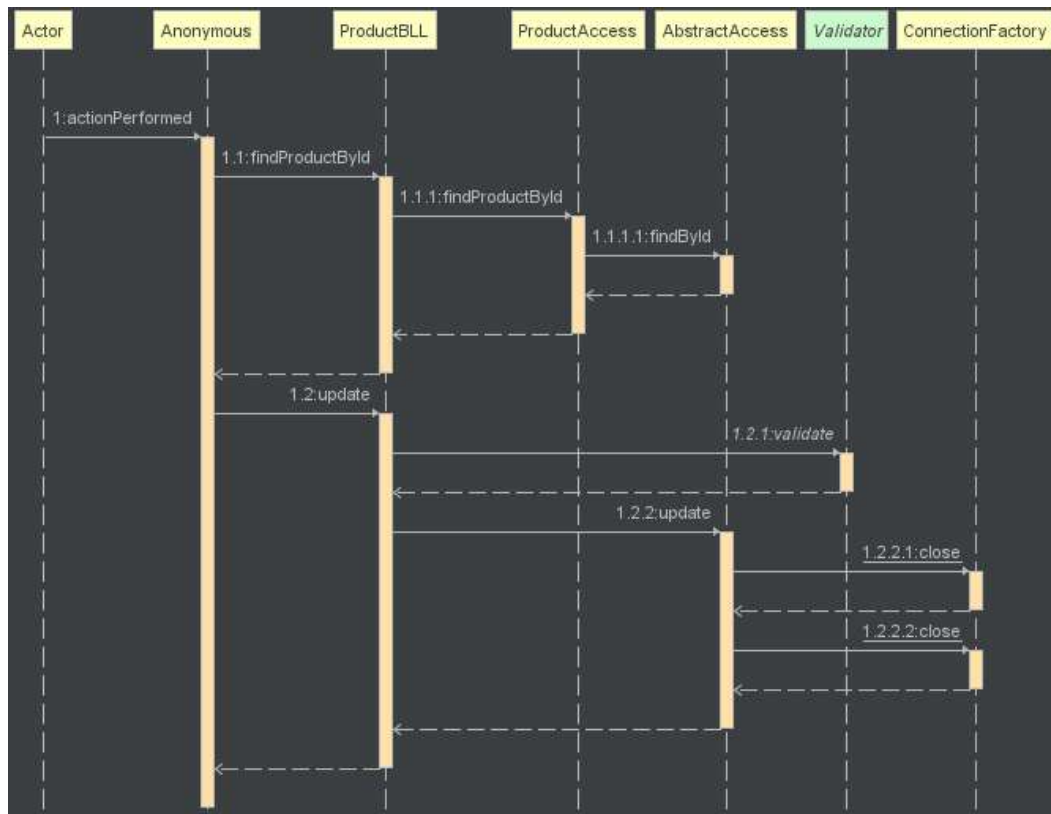 Actor
Anonymous
ProductBLL
ProductAccess
AbstractAccess
Validator
ConnectionFactory
1:actionPerformed
1.1:findProductById
1.1.1:findProductById
1.1.1.1:findById
1.2:update
1.2.1:validate
1.2.2:update
1.2.2.1:close
1.2.2.2:close